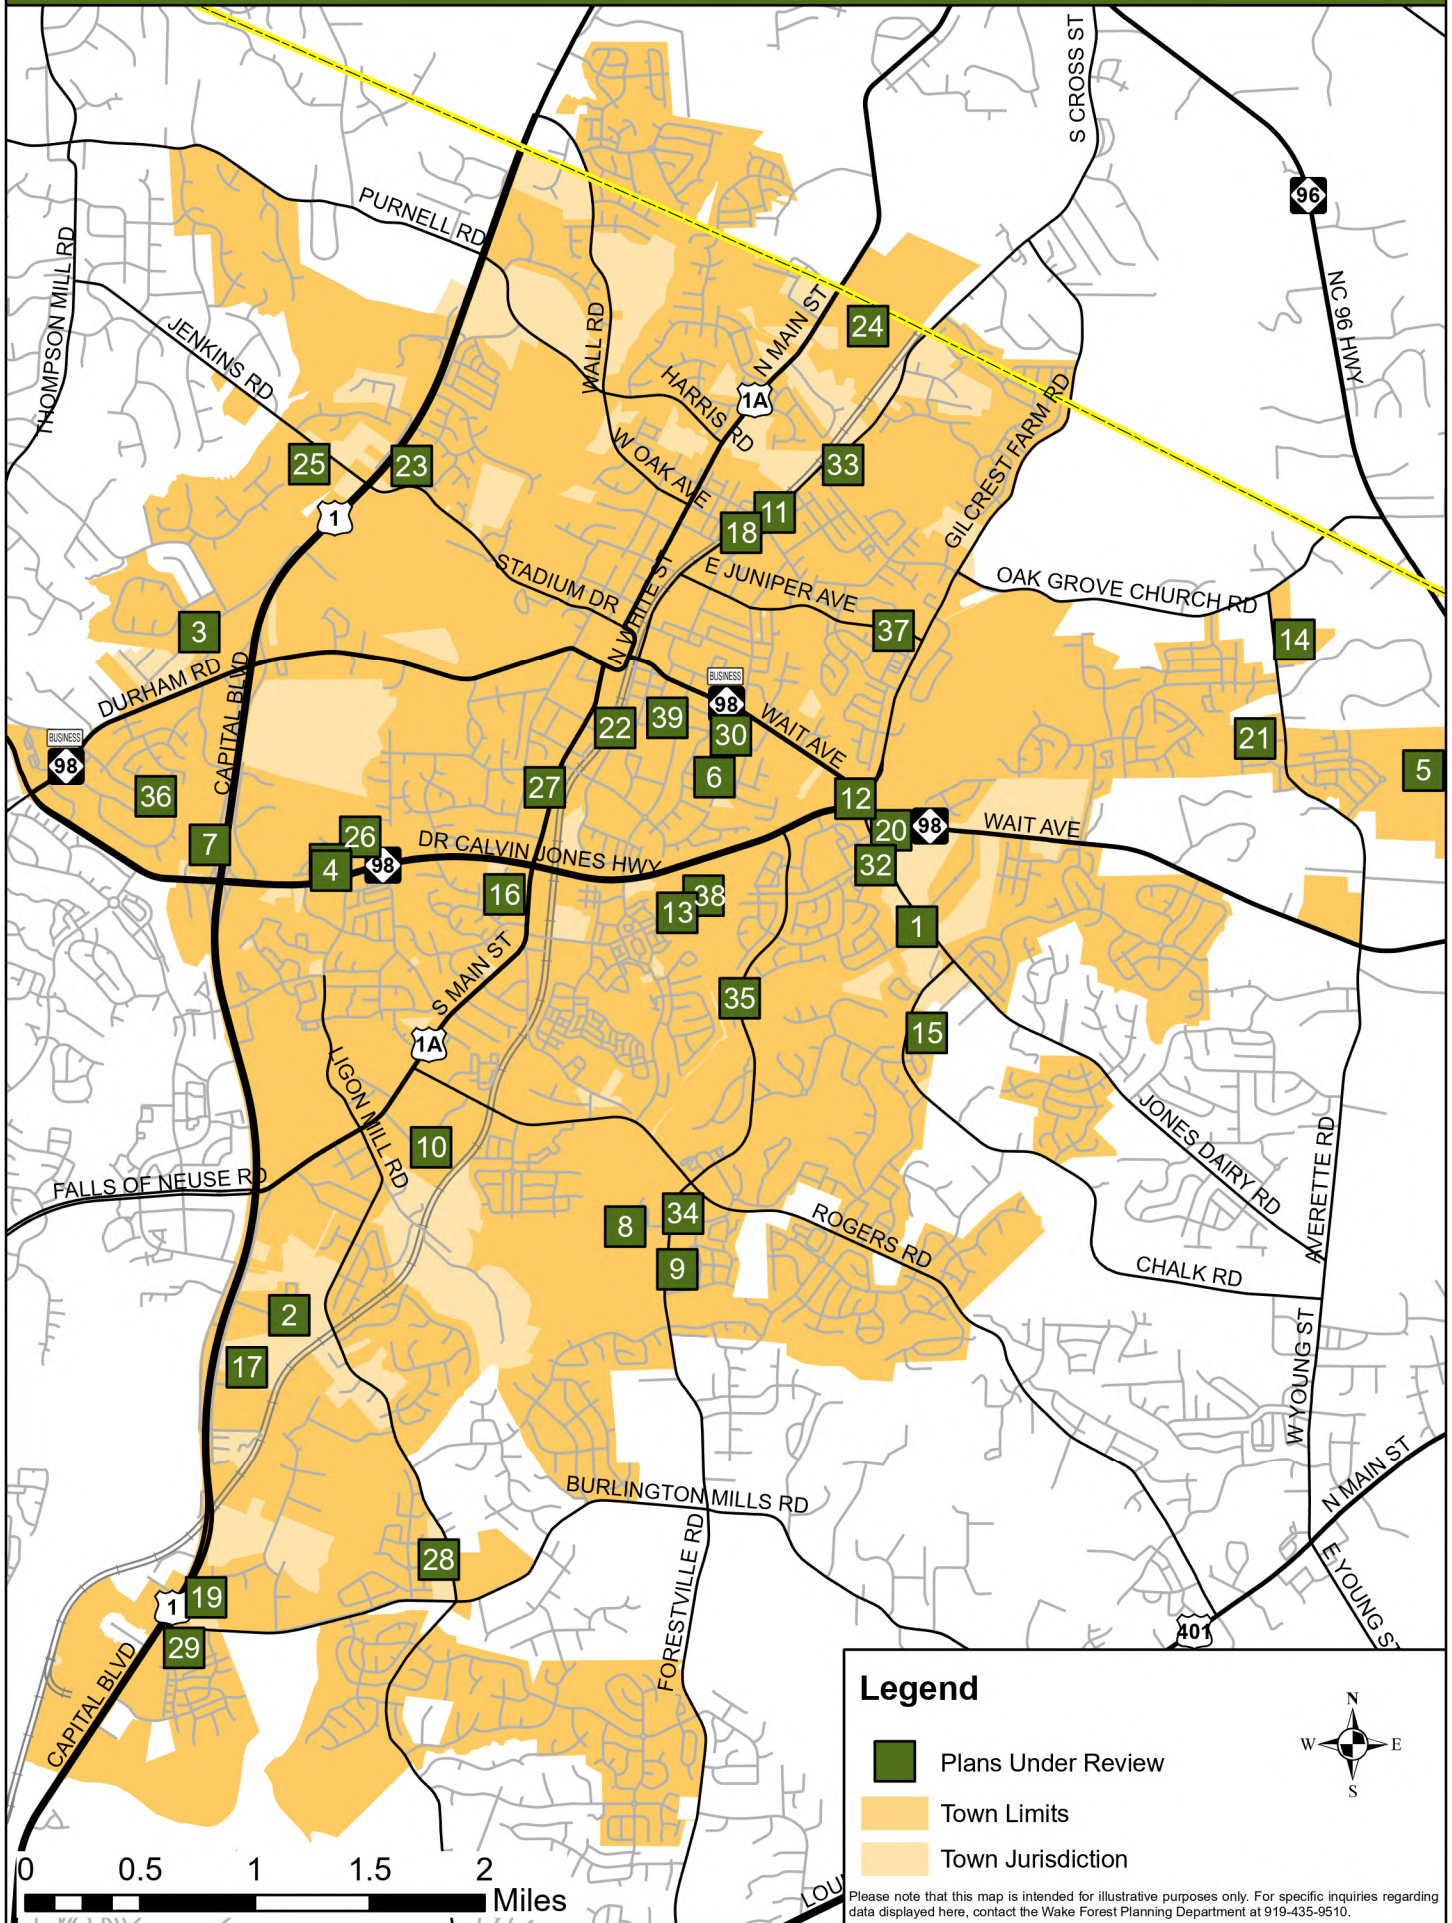 S CROSS ST
96
PURNELL RD
THOMPSON MILL RD
NC 96 HWY
WALL RD
N MAIN ST
24
JENKINS RD
HARRIS RD
1A
GILCREST FARM RD
W OAK AVE
25
23
33
1
11
18
STADIUM DR
N WHITE ST
E JUNIPER AVE
OAK GROVE CHURCH RD
3
37
14
DURHAM RD
CAPITAL BLVD
BUSINESS
98
22
39
WAIT AVE
30
21
BUSINESS
98
6
5
36
27
12
7
26
20
98
WAIT AVE
4
98
DR CALVIN JONES HWY
32
16
38
13
1
S MAIN ST
35
15
1A
LIGON MILL RD
10
JONES DAIRY RD
AVERETTE RD
FALLS OF NEUSE RD
8
34
ROGERS RD
9
CHALK RD
2
17
W YOUNG ST
N MAIN ST
BURLINGTON MILLS RD
28
FORESTVILLE RD
E YOUNG ST
19
1
401
29
CAPITAL BLVD
Legend
N
W
E
S
Plans Under Review
Town Limits
Town Jurisdiction
0 0.5 1 1.5 2
Miles
LOU
Please note that this map is intended for illustrative purposes only. For specific inquiries regarding
data displayed here, contact the Wake Forest Planning Department at 919-435-9510.